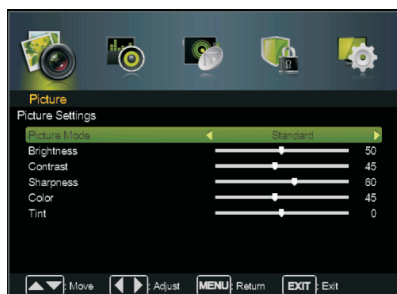 Picture
Picture Settings
Picture Mode Standard
Brightness 50
Contrast 45
Sharpness 60
Color 45
Tint 0
: Move : Adjust MENU : Return EXIT : Exit